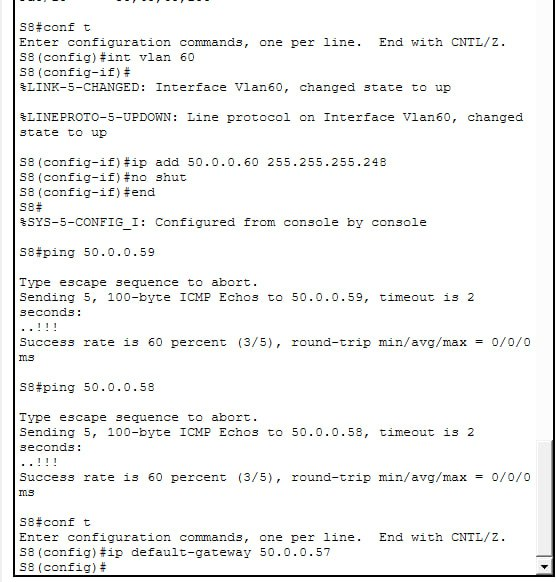 S8#conf t
Enter configuration commands, one per line.  End with CNTL/Z.
S8(config)#int vlan 60
S8(config-if)#
%LINK-5-CHANGED: Interface Vlan60, changed state to up
%LINEPROTO-5-UPDOWN: Line protocol on Interface Vlan60, changed
state to up
S8(config-if)#ip add 50.0.0.60 255.255.255.248
S8(config-if)#no shut
S8(config-if)#end
S8#
%SYS-5-CONFIG_I: Configured from console by console
S8#ping 50.0.0.59
Type escape sequence to abort.
Sending 5, 100-byte ICMP Echos to 50.0.0.59, timeout is 2
seconds:
..!!!
Success rate is 60 percent (3/5), round-trip min/avg/max = 0/0/0
ms
S8#ping 50.0.0.58
Type escape sequence to abort.
Sending 5, 100-byte ICMP Echos to 50.0.0.58, timeout is 2
seconds:
..!!!
Success rate is 60 percent (3/5), round-trip min/avg/max = 0/0/0
ms
S8#conf t
Enter configuration commands, one per line.  End with CNTL/Z.
S8(config)#ip default-gateway 50.0.0.57
S8(config)#